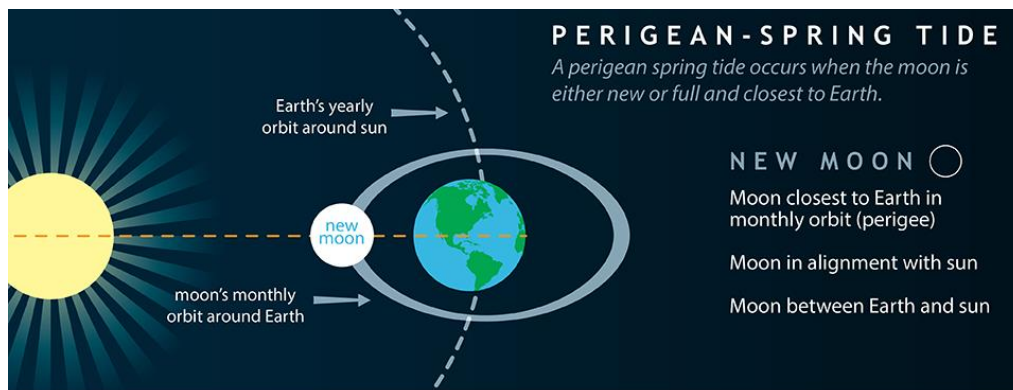 PERIGEAN-SPRING TIDE
A perigean spring tide occurs when the moon is
either new or full and closest to Earth.
Earth's yearly
orbit around sun
new
moon
moon's monthly
orbit around Earth
NEW MOON
Moon closest to Earth in
monthly orbit (perigee)
Moon in alignment with sun
Moon between Earth and sun